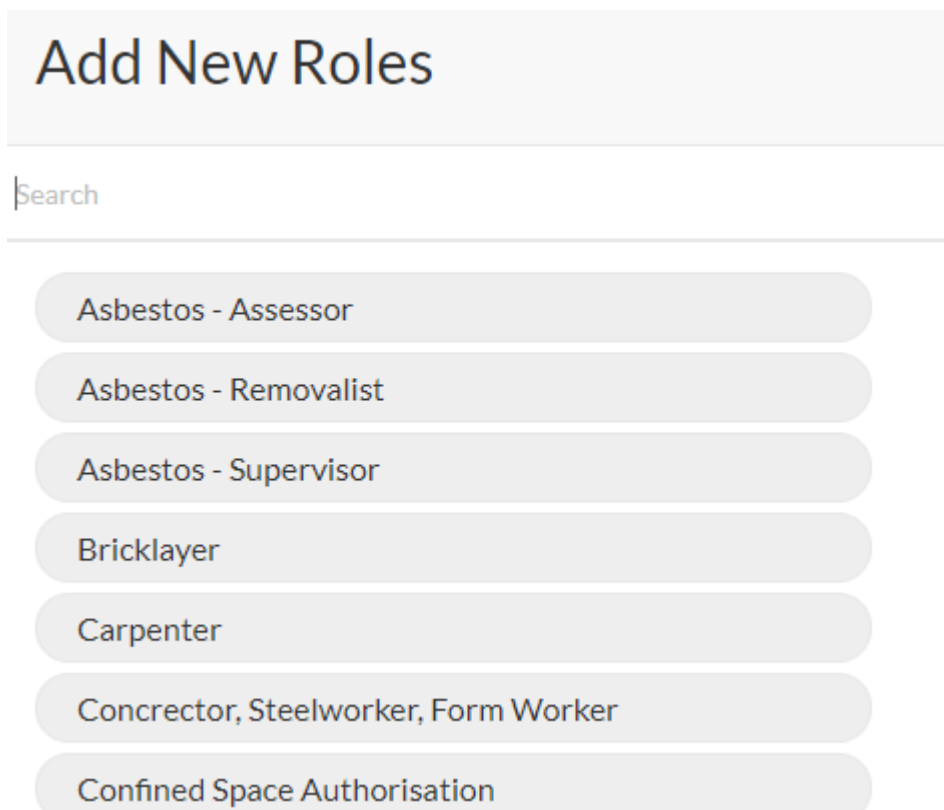 Add New Roles
Search
Asbestos - Assessor
Asbestos - Removalist
Asbestos - Supervisor
Bricklayer
Carpenter
Concrector, Steelworker, Form Worker
Confined Space Authorisation